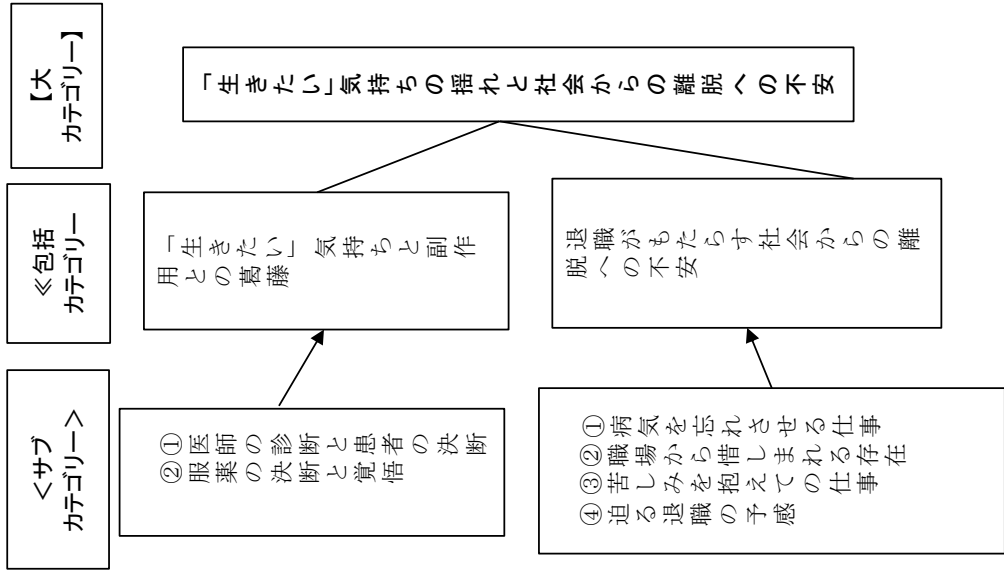 【大
カテゴリー】
「生きたい」気持ちの揺れと社会からの離脱への不安
≪包括
カテゴリー
「生きたい」 気持ちと副作
用との葛藤
退職がもたらす社会からの離
脱への不安
＜サブ
カテゴリー＞
①医師の診断と患者の決断
②服薬の決断と覚悟
①病気を忘れさせる仕事
②職場から惜しまれる存在
③苦しみを抱えての仕事
④迫る退職の予感